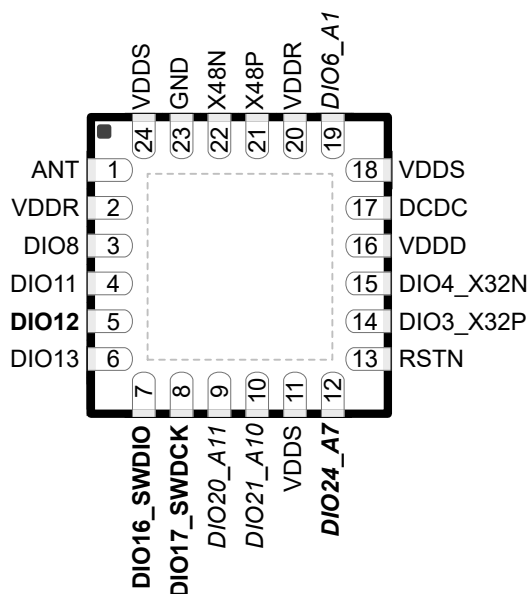 VDDS
GND
X48N
X48P
VDDR
DIO6_A1
24
23
22
21
20
19
ANT 1
VDDR 2
DIO8 3
DIO11 4
DIO12 5
DIO13 6
18 VDDS
17 DCDC
16 VDDD
15 DIO4_X32N
14 DIO3_X32P
13 RSTN
7
8
9
10
11
12
DIO16_SWDIO
DIO17_SWDCK
DIO20_A11
DIO21_A10
VDDS
DIO24_A7